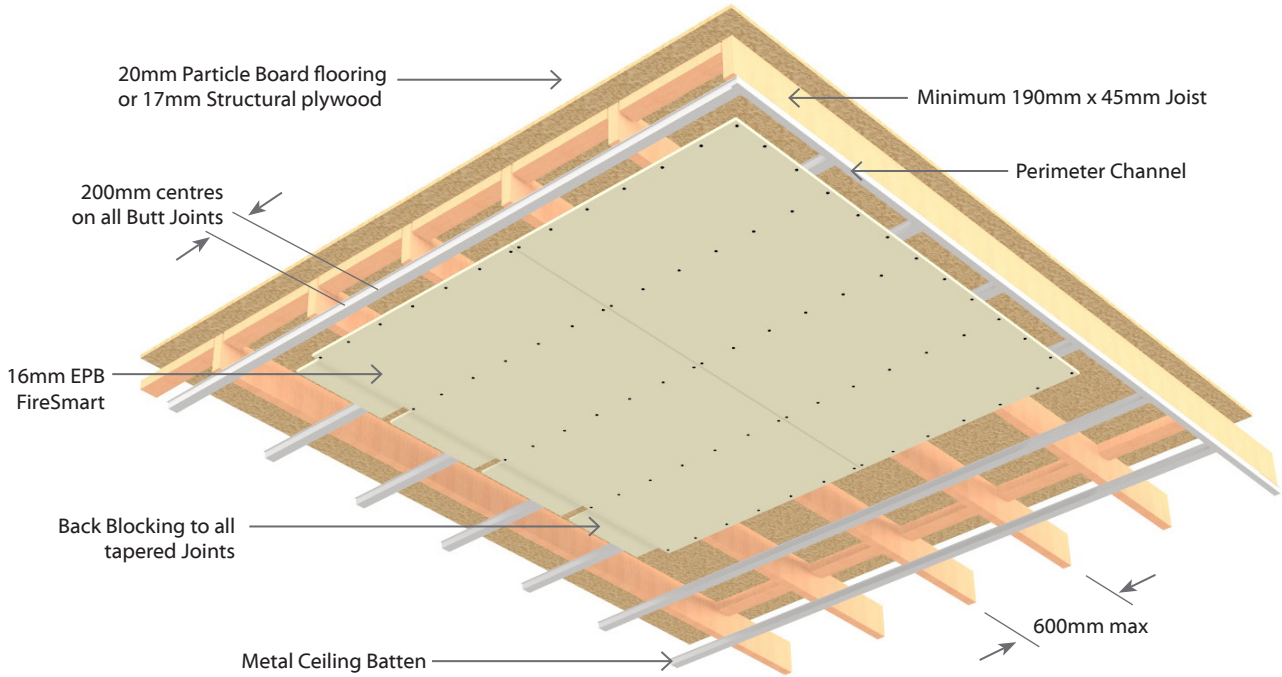 20mm Particle Board flooring
or 17mm Structural plywood
Minimum 190mm x 45mm Joist
Perimeter Channel
200mm centres
on all Butt Joints
16mm EPB
FireSmart
Back Blocking to all
tapered Joints
600mm max
Metal Ceiling Batten